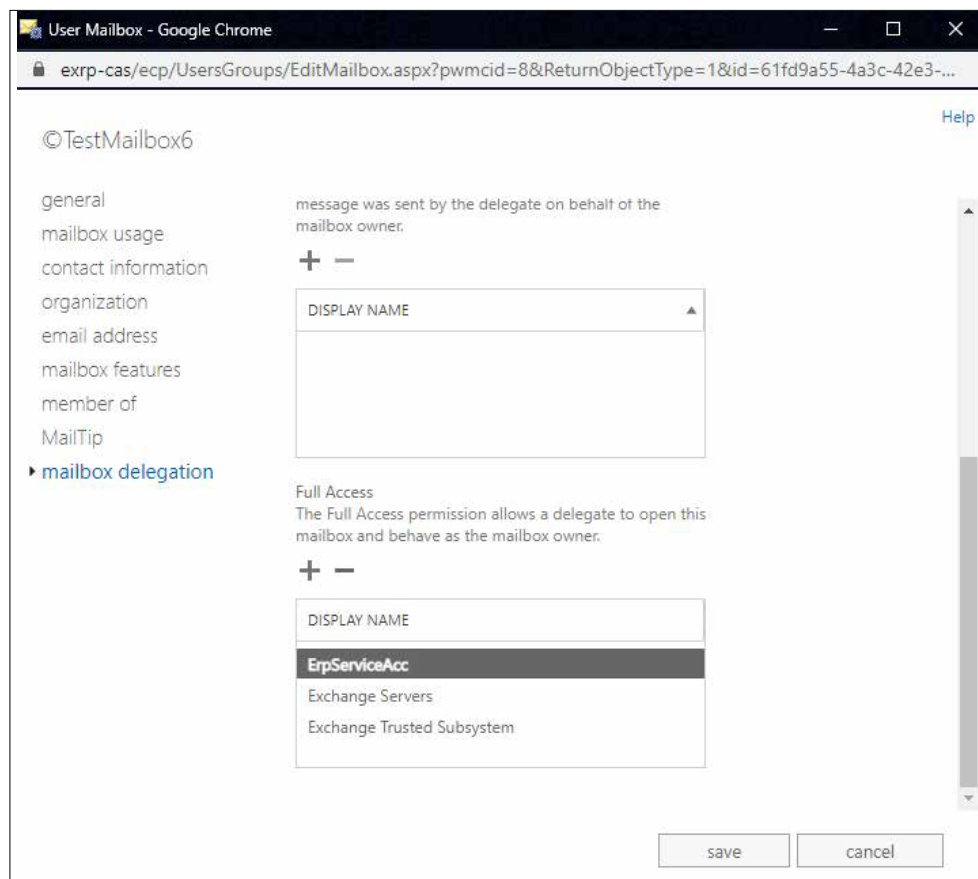 User Mailbox - Google Chrome
exrp-cas/ecp/UsersGroups/EditMailbox.aspx?pwmcid=8&ReturnObjectType=1&id=61fd9a55-4a3c-42e3-...
Help
©TestMailbox6
general
mailbox usage
contact information
organization
email address
mailbox features
member of
MailTip
mailbox delegation
message was sent by the delegate on behalf of the
mailbox owner.
DISPLAY NAME
Full Access
The Full Access permission allows a delegate to open this
mailbox and behave as the mailbox owner.
DISPLAY NAME
ErpServiceAcc
Exchange Servers
Exchange Trusted Subsystem
save
cancel